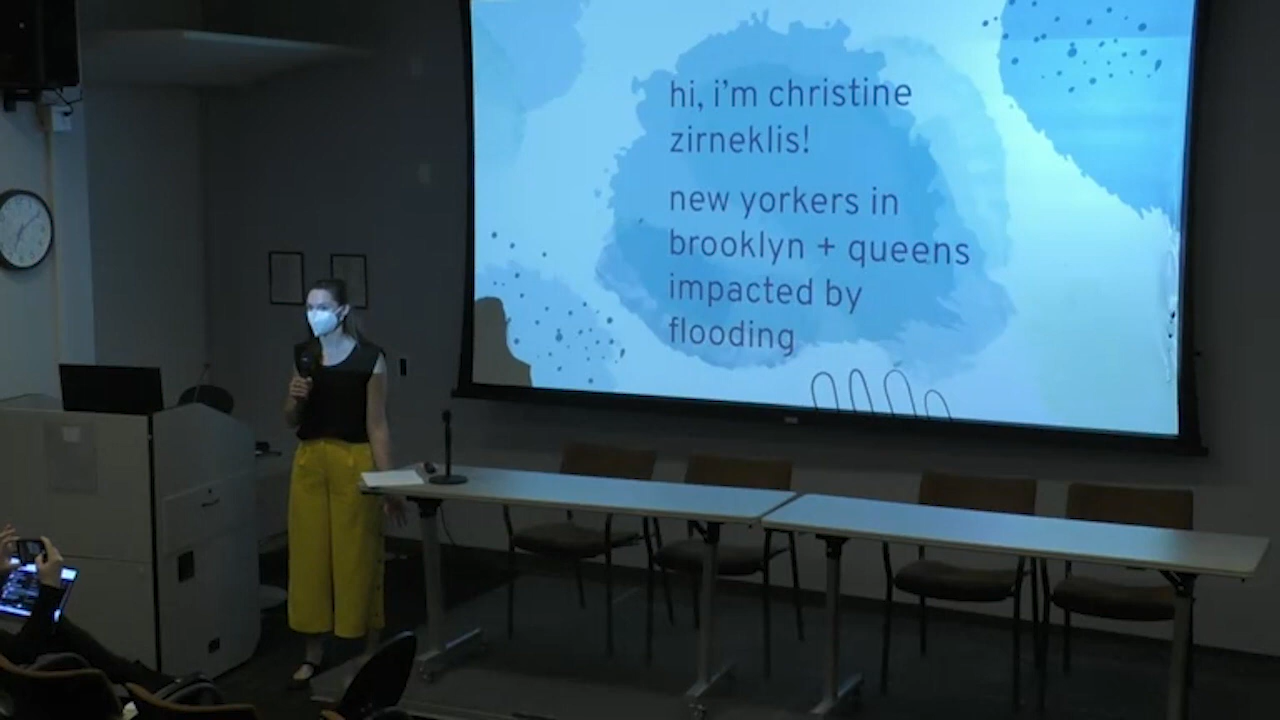 hi, i'm christine
zirneklis!
new yorkers in
brooklyn + queens
impacted by
flooding